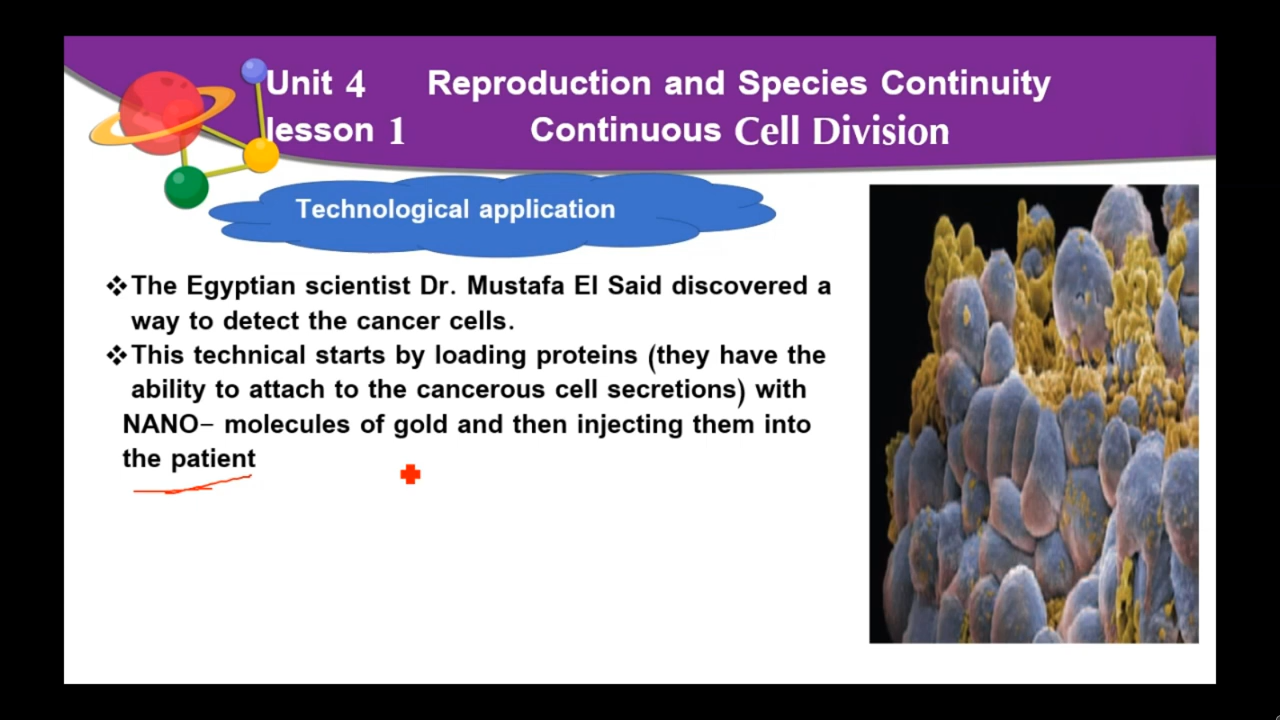 Unit 4 Reproduction and Species Continuity
lesson 1 Continuous Cell Division
Technological application
❖The Egyptian scientist Dr. Mustafa El Said discovered a
way to detect the cancer cells.
❖This technical starts by loading proteins (they have the
ability to attach to the cancerous cell secretions) with
NANO– molecules of gold and then injecting them into
the patient